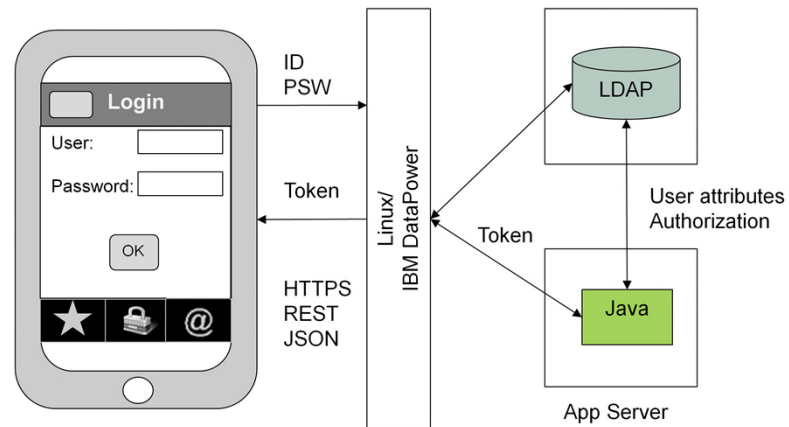 Login
User:
Password:
OK
@
ID
PSW
Token
HTTPS
REST
JSON
Linux/
IBM DataPower
LDAP
User attributes
Authorization
Token
Java
App Server